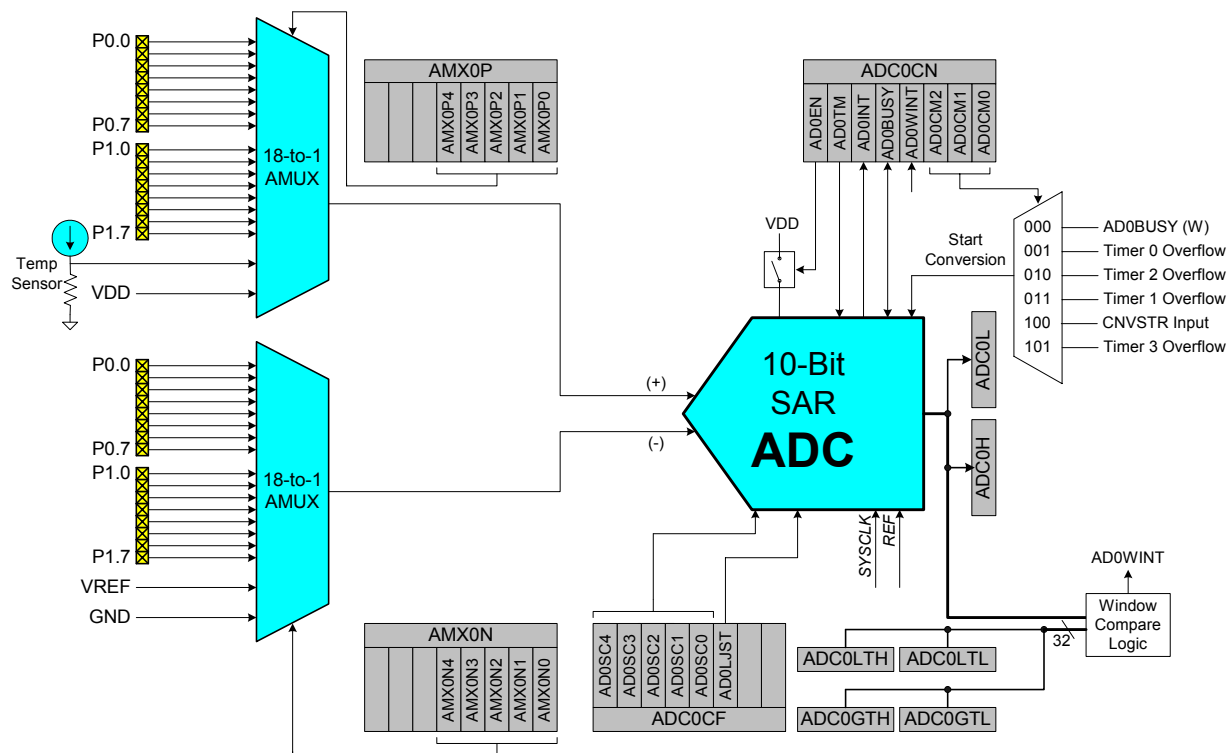 P0.0
P0.7
P1.0
P1.7
18-to-1
AMUX
Temp
Sensor
VDD
AMX0P
AMX0P4
AMX0P3
AMX0P2
AMX0P1
AMX0P0
ADC0CN
AD0EN
AD0TM
AD0INT
AD0BUSY
AD0WINT
AD0CM2
AD0CM1
AD0CM0
VDD
Start
Conversion
000
AD0BUSY (W)
001
Timer 0 Overflow
010
Timer 2 Overflow
011
Timer 1 Overflow
100
CNVSTR Input
101
Timer 3 Overflow
P0.0
P0.7
P1.0
P1.7
18-to-1
AMUX
VREF
GND
(+)
(-)
10-Bit
SAR
ADC
ADC0L
ADC0H
SYSCLK
REF
AMX0N
AMX0N4
AMX0N3
AMX0N2
AMX0N1
AMX0N0
AD0SC4
AD0SC3
AD0SC2
AD0SC1
AD0SC0
AD0LJST
ADC0CF
AD0WINT
Window
Compare
Logic
32
ADC0LTH
ADC0LTL
ADC0GTH
ADC0GTL